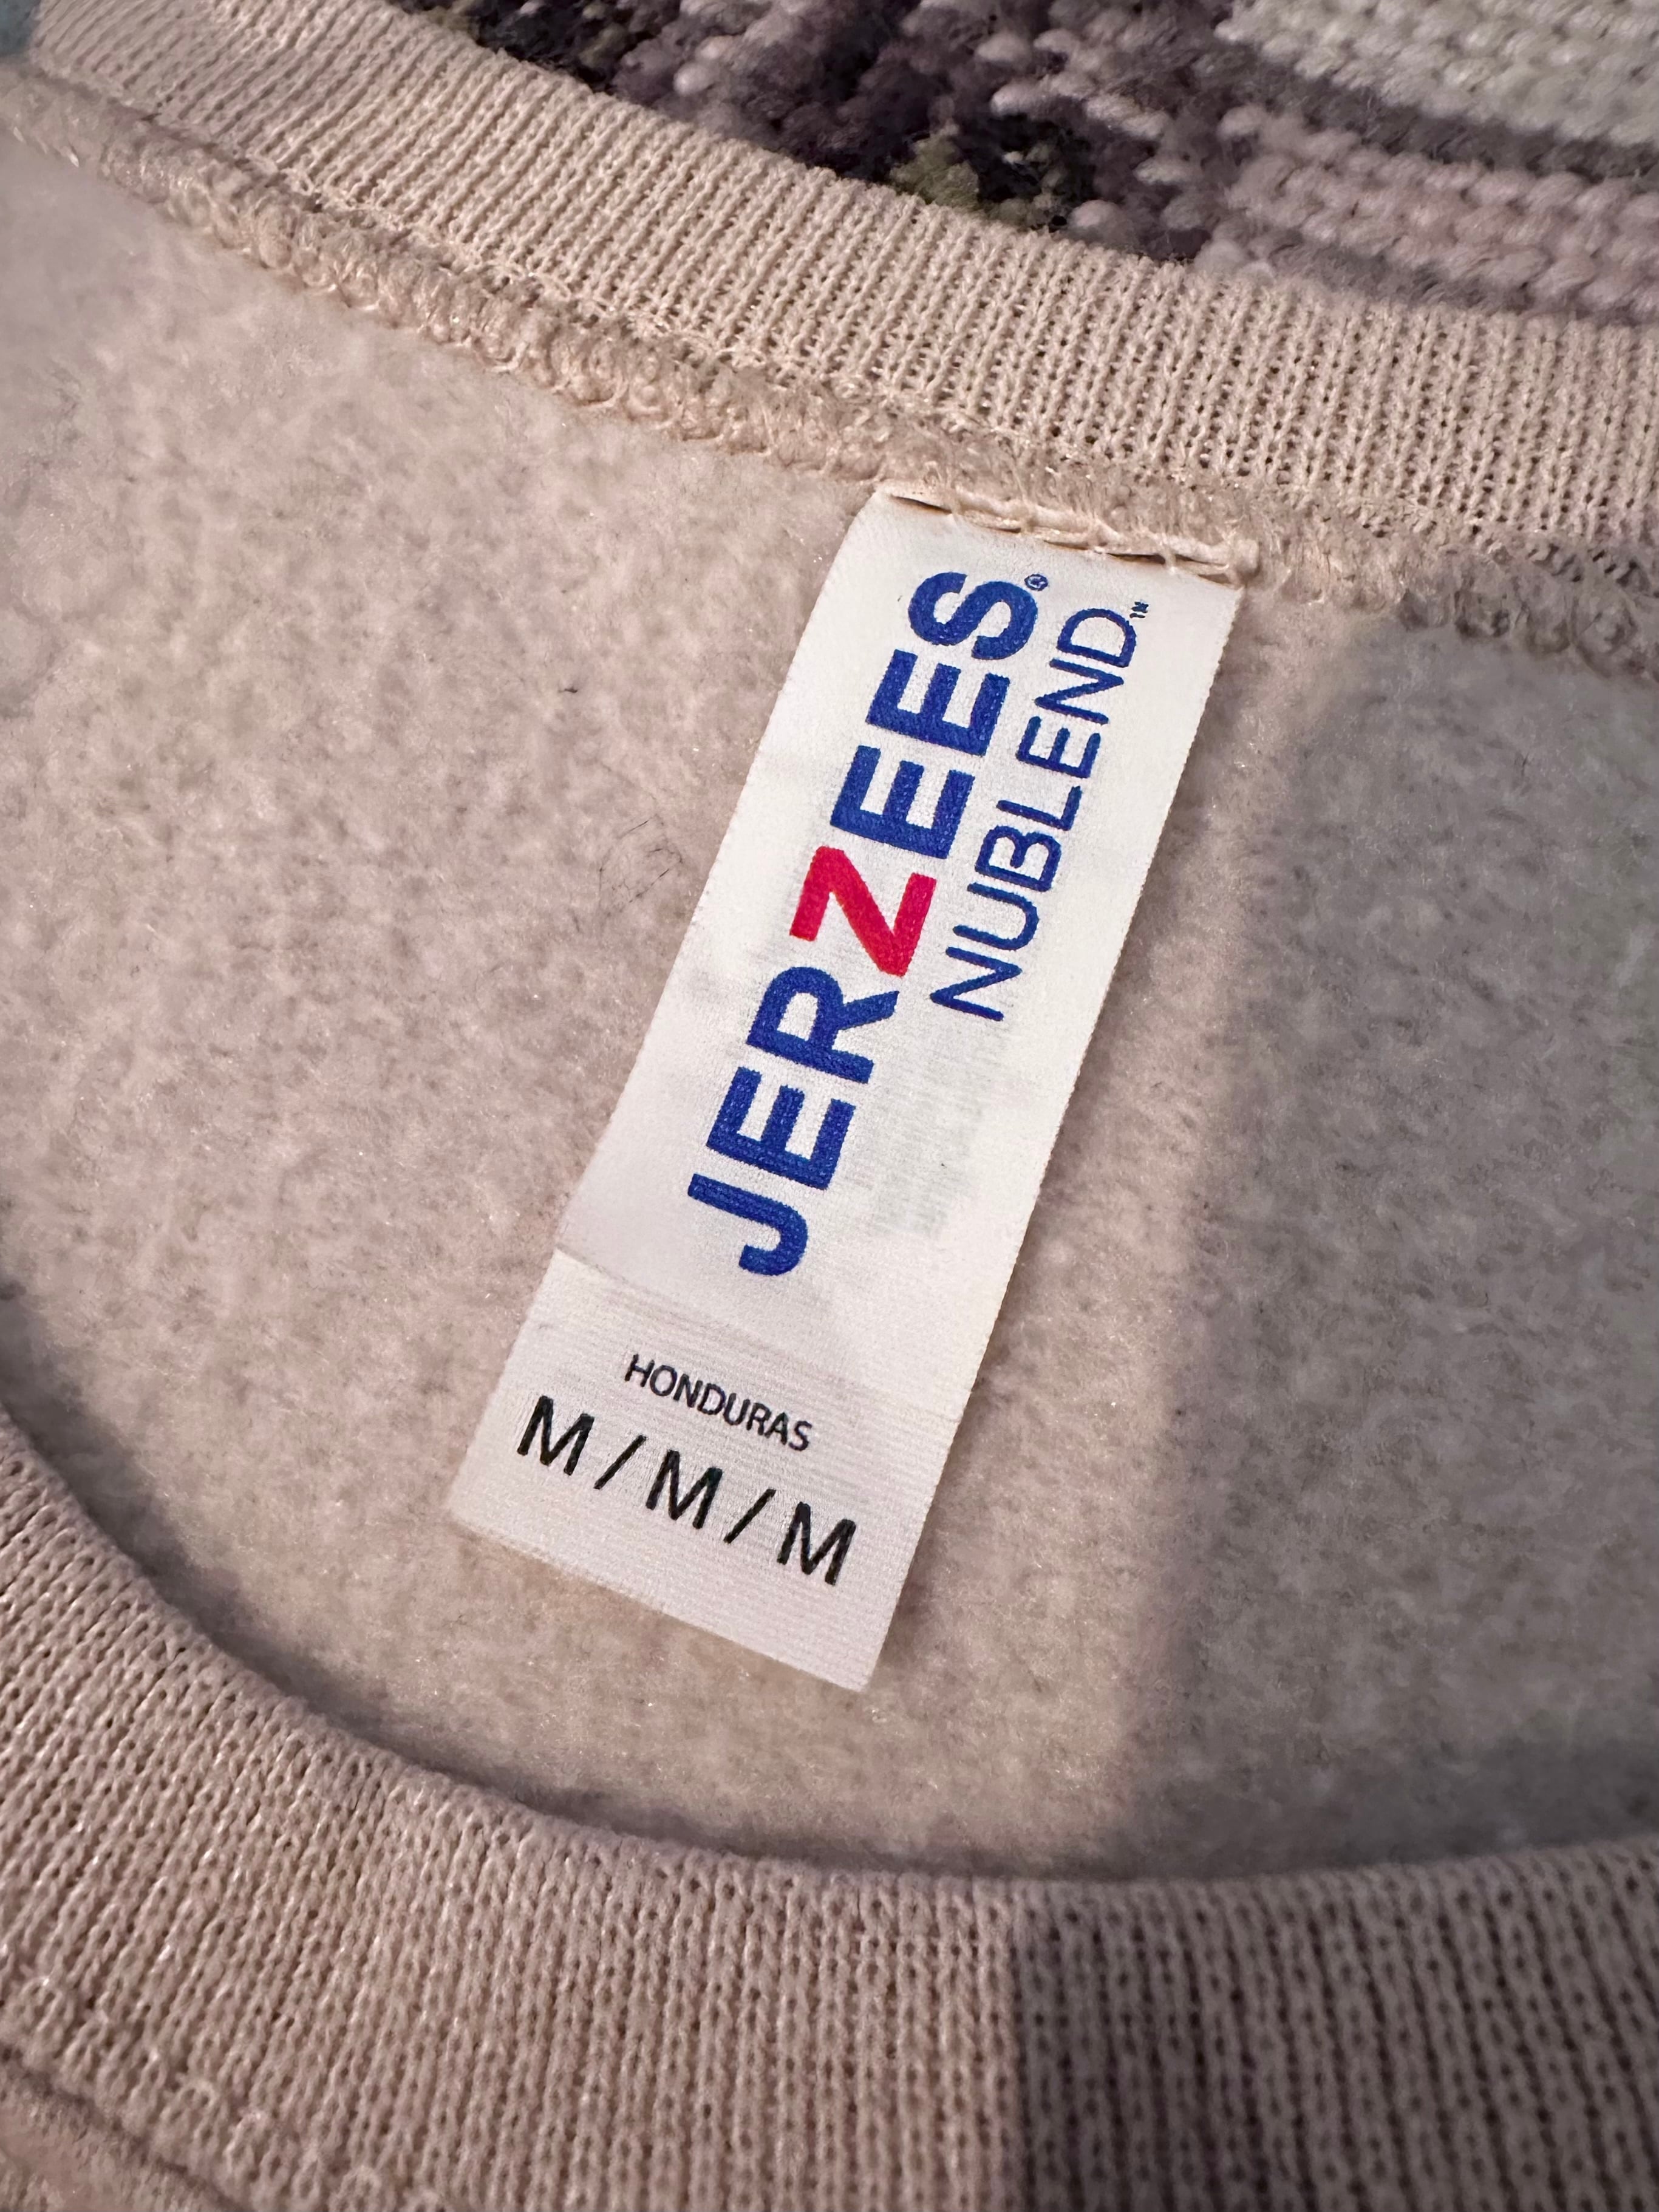 JERZEES®
NUBLEND™
HONDURAS
M / M / M